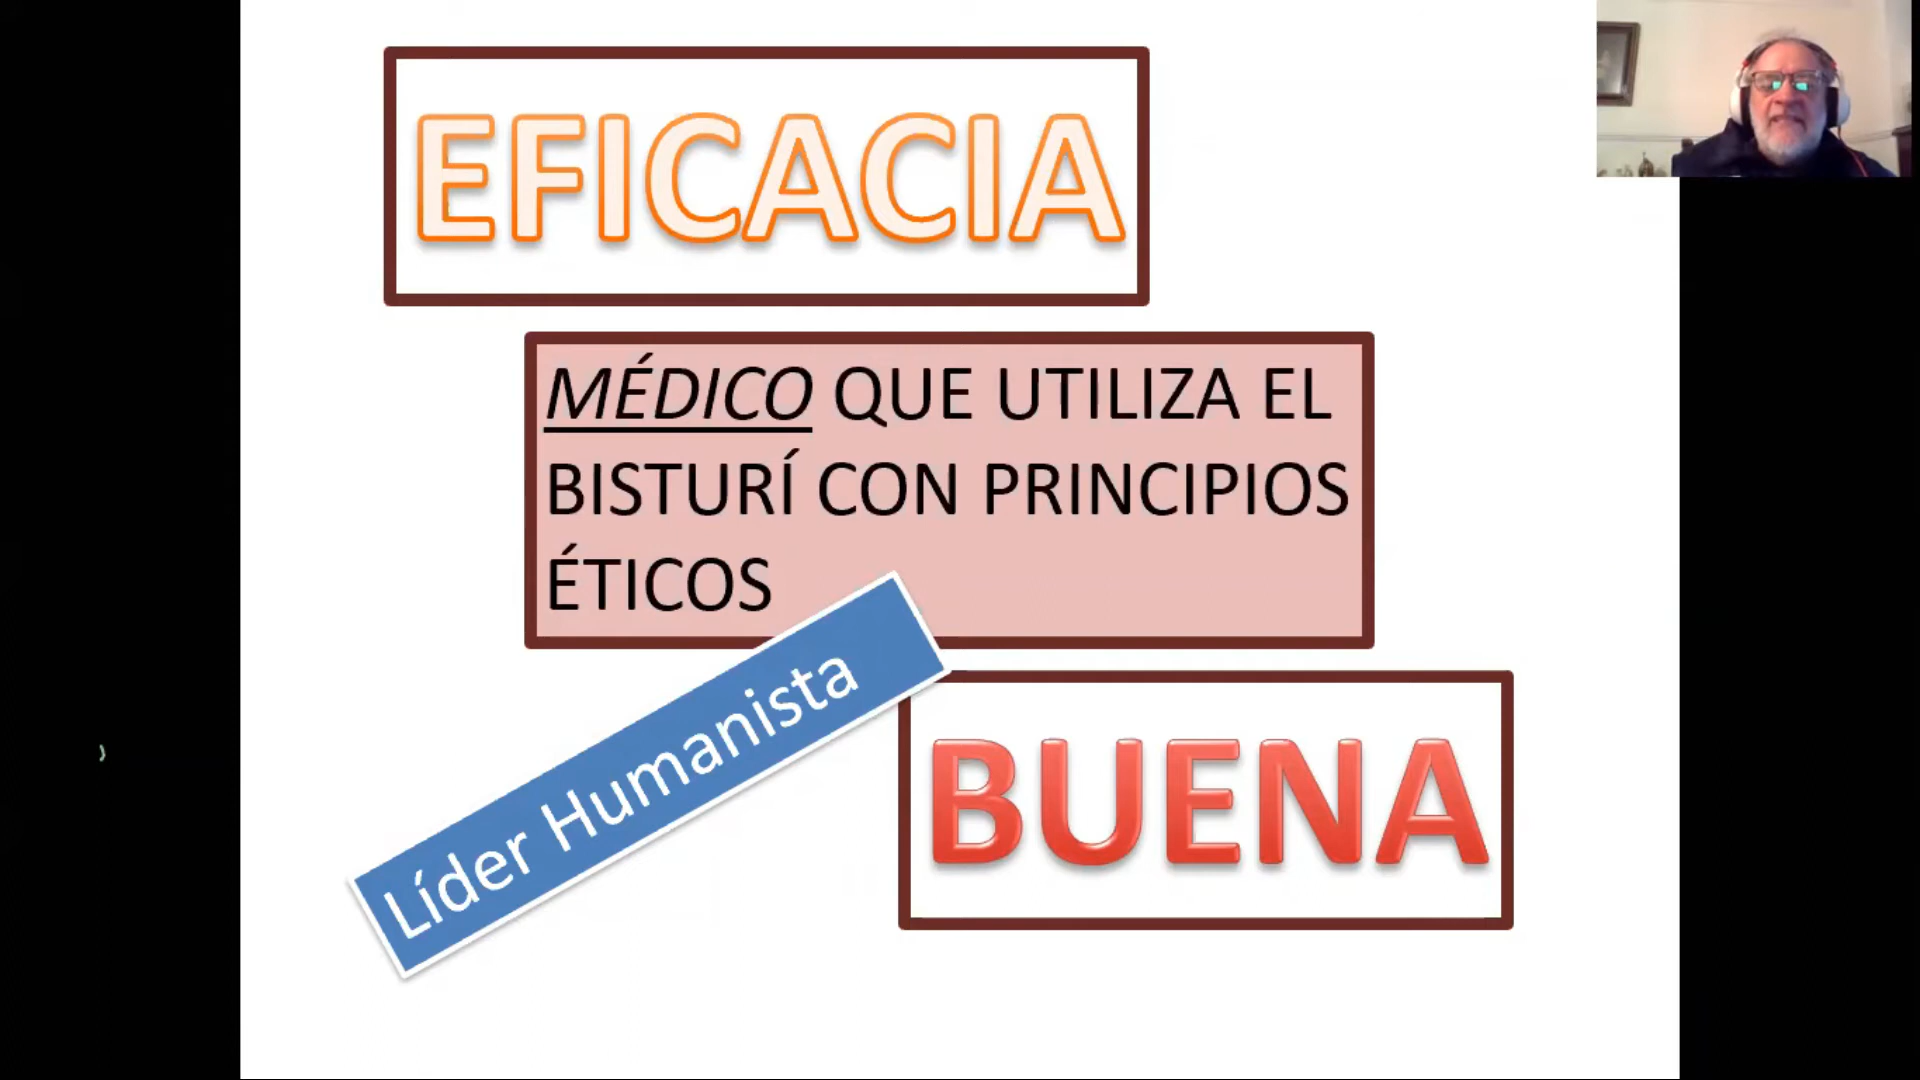 EFICACIA
MÉDICO QUE UTILIZA EL
BISTURÍ CON PRINCIPIOS
ÉTICOS
Líder Humanista
BUENA